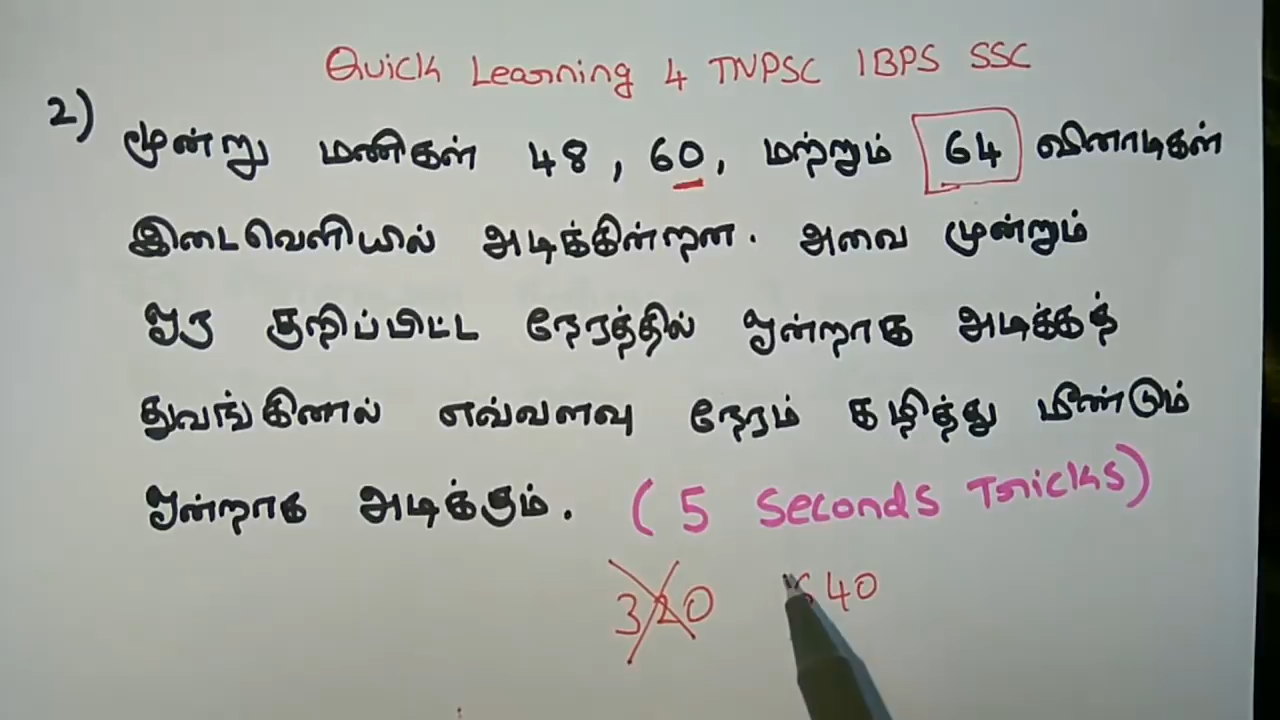 Quick Learning 4 TNPSC IBPS SSC
2) மூன்று மணிகள் 48, 60, மற்றும் 64 வினாடிகள்
இடைவெளியில் அடிக்கின்றன. அவை மூன்றும்
ஒரு குறிப்பிட்ட நேரத்தில் ஒன்றாக அடிக்கத்
துவங்கினால் எவ்வளவு நேரம் கழித்து மீண்டும்
ஒன்றாக அடிக்கும். (5 Seconds Tricks)
320 640